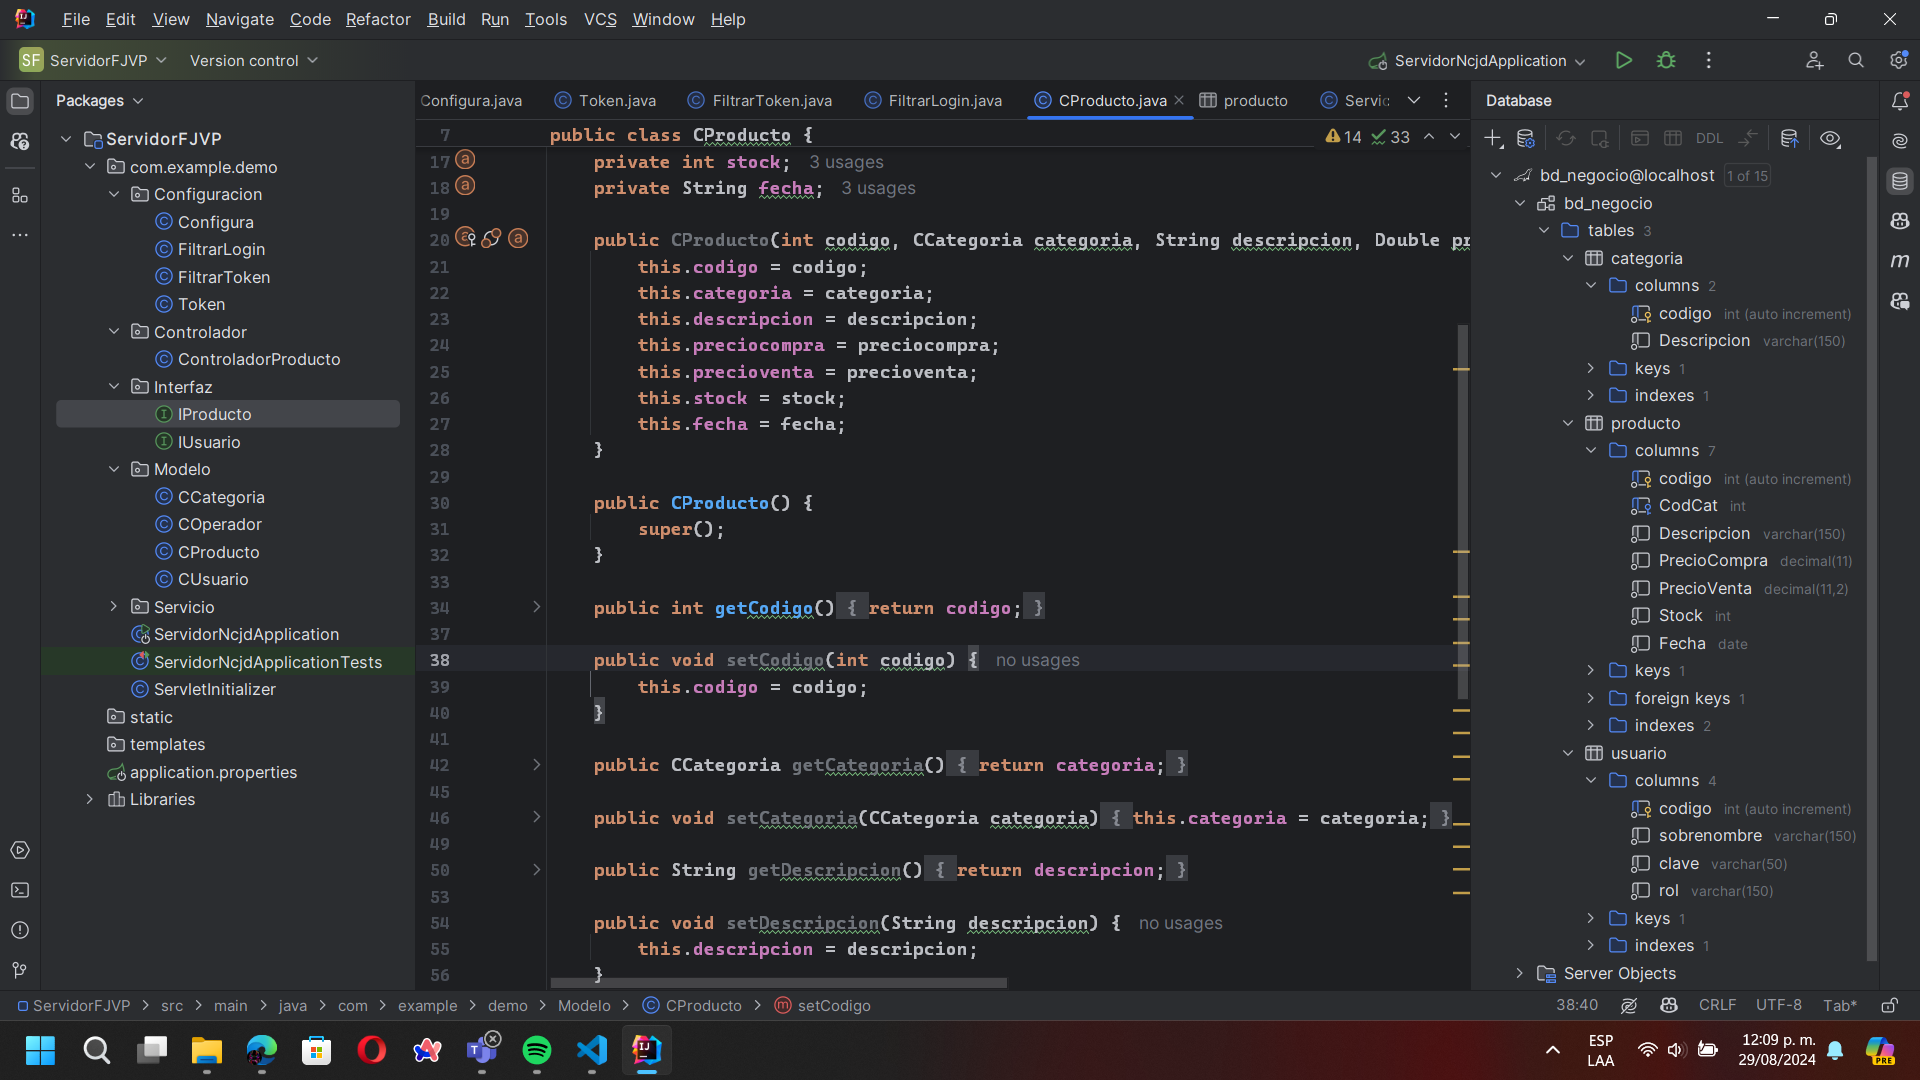 File Edit View Navigate Code Refactor Build Run Tools VCS Window Help
SF ServidorFJVP Version control ServidorNcjdApplication
Packages
ServidorFJVP
com.example.demo
Configuracion
Configura
FiltrarLogin
FiltrarToken
Token
Controlador
ControladorProducto
Interfaz
IProducto
IUsuario
Modelo
CCategoria
COperador
CProducto
CUsuario
Servicio
ServidorNcjdApplication
ServidorNcjdApplicationTests
ServletInitializer
static
templates
application.properties
Libraries
Configura.java Token.java FiltrarToken.java FiltrarLogin.java CProducto.java producto Servic
7 public class CProducto {
14 33
17 private int stock; 3 usages
18 private String fecha; 3 usages
19
20 public CProducto(int codigo, CCategoria categoria, String descripcion, Double pr
21 this.codigo = codigo;
22 this.categoria = categoria;
23 this.descripcion = descripcion;
24 this.preciocompra = preciocompra;
25 this.precioventa = precioventa;
26 this.stock = stock;
27 this.fecha = fecha;
28 }
29
30 public CProducto() {
31 super();
32 }
33
34 public int getCodigo() { return codigo; }
37
38 public void setCodigo(int codigo) { no usages
39 this.codigo = codigo;
40 }
41
42 public CCategoria getCategoria() { return categoria; }
45
46 public void setCategoria(CCategoria categoria) { this.categoria = categoria; }
49
50 public String getDescripcion() { return descripcion; }
53
54 public void setDescripcion(String descripcion) { no usages
55 this.descripcion = descripcion;
56 }
Database
DDL
bd_negocio@localhost 1 of 15
bd_negocio
tables 3
categoria
columns 2
codigo int (auto increment)
Descripcion varchar(150)
keys 1
indexes 1
producto
columns 7
codigo int (auto increment)
CodCat int
Descripcion varchar(150)
PrecioCompra decimal(11)
PrecioVenta decimal(11,2)
Stock int
Fecha date
keys 1
foreign keys 1
indexes 2
usuario
columns 4
codigo int (auto increment)
sobrenombre varchar(150)
clave varchar(50)
rol varchar(150)
keys 1
indexes 1
Server Objects
ServidorFJVP > src > main > java > com > example > demo > Modelo > CProducto > setCodigo
38:40 CRLF UTF-8 Tab*
ESP
LAA
12:09 p. m.
29/08/2024
PRE